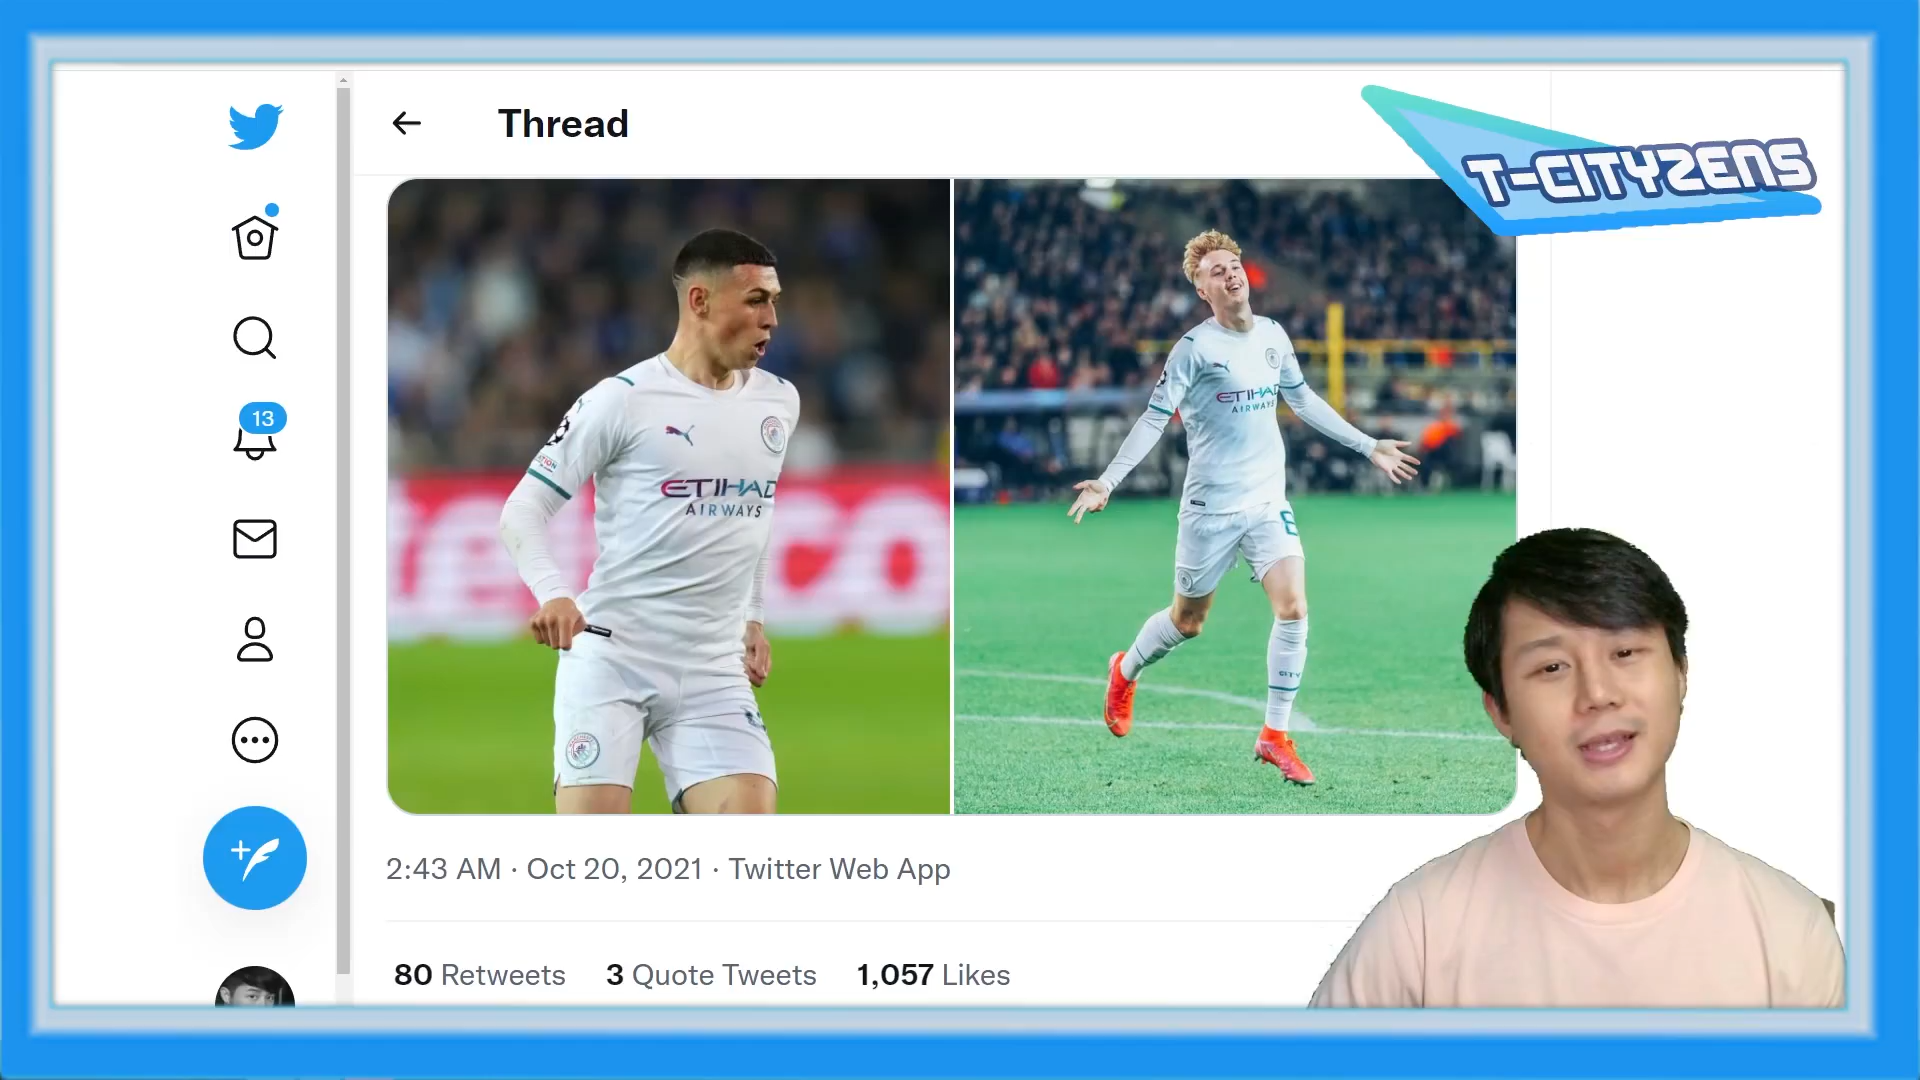 Thread
T-CITYZENS
13
ETIHAD
AIRWAYS
ETIHAD
AIRWAYS
2:43 AM · Oct 20, 2021 · Twitter Web App
80 Retweets 3 Quote Tweets 1,057 Likes